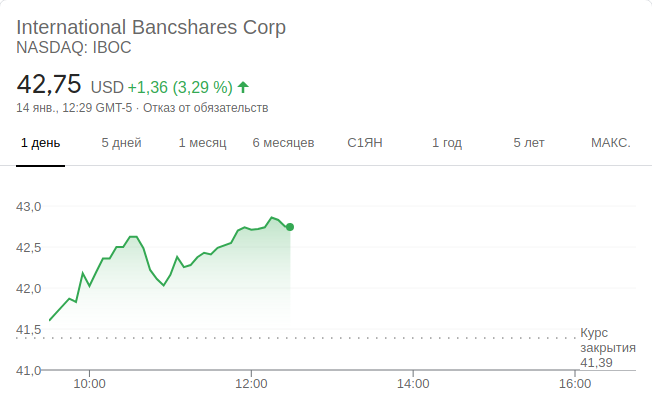 International Bancshares Corp
NASDAQ: IBOC
42,75 USD +1,36 (3,29 %)
14 янв., 12:29 GMT-5 · Отказ от обязательств
1 день 5 дней 1 месяц 6 месяцев С1ЯН 1 год 5 лет МАКС.
43,0
42,5
42,0
41,5
Курс
закрытия
41,39
41,0
10:00 12:00 14:00 16:00